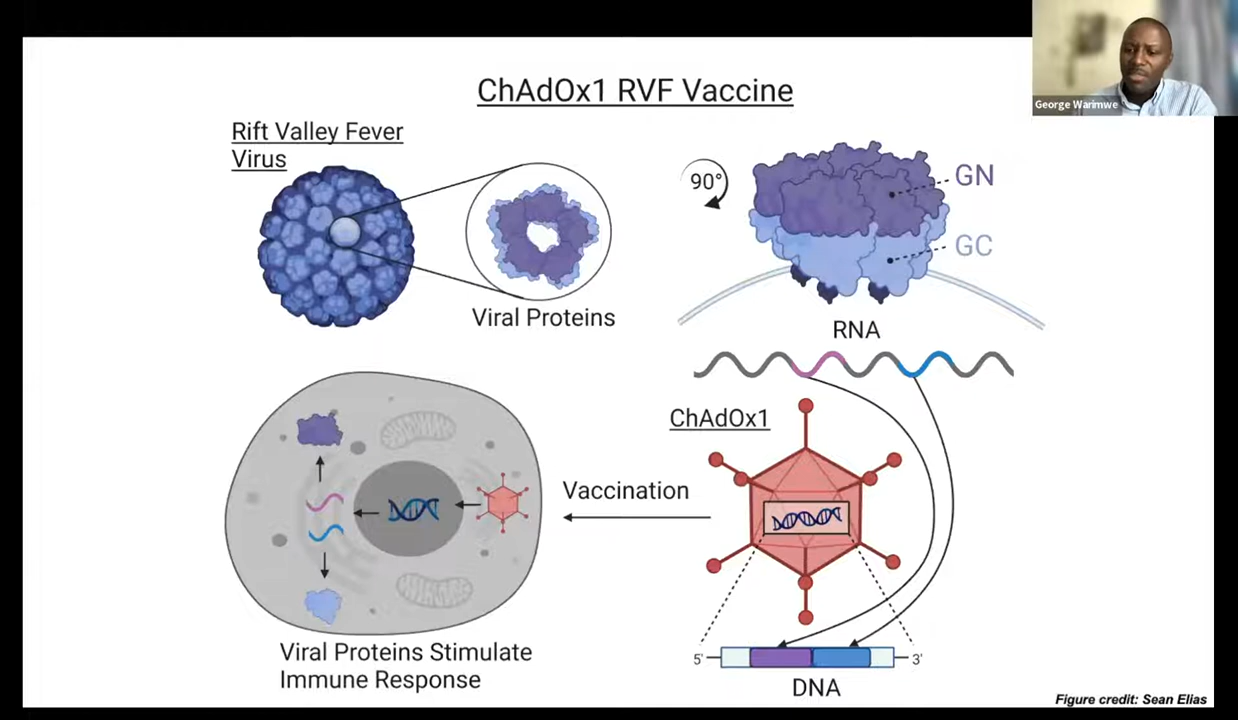 George Warimwe
ChAdOx1 RVF Vaccine
Rift Valley Fever
Virus
Viral Proteins
90°
GN
GC
RNA
ChAdOx1
Vaccination
Viral Proteins Stimulate
Immune Response
5'
3'
DNA
Figure credit: Sean Elias